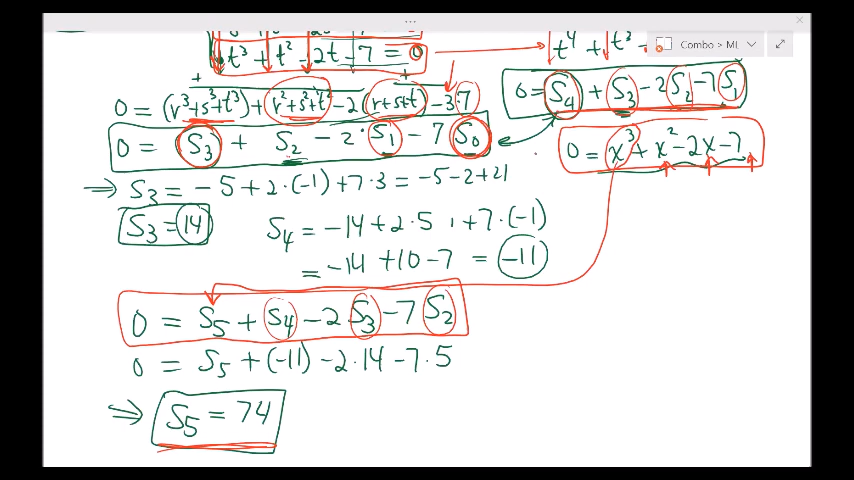 t³ + t² - 2t - 7 = 0
t⁴ + t³ -
Combo > ML
0 = (r³+s³+t³) + (r²+s²+t²) - 2(r+s+t) - 3·7
0 = S₄ + S₃ - 2S₂ - 7S₁
0 = S₃ + S₂ - 2·S₁ - 7S₀
0 = x³ + x² - 2x - 7
⇒ S₃ = -5 + 2·(-1) + 7·3 = -5 - 2 + 21
S₃ = 14
S₄ = -14 + 2·5 + 7·(-1)
= -14 + 10 - 7 = -11
0 = S₅ + S₄ - 2S₃ - 7S₂
0 = S₅ + (-11) - 2·14 - 7·5
⇒ S₅ = 74